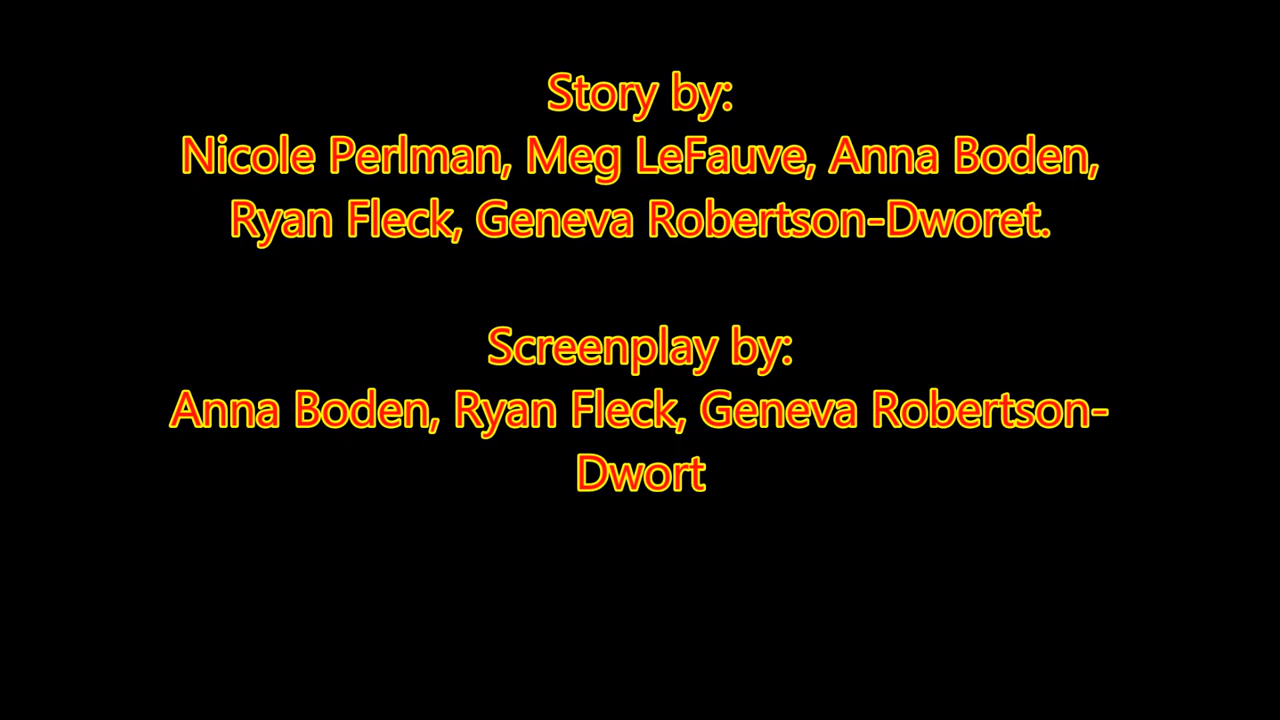 Story by:
Nicole Perlman, Meg LeFauve, Anna Boden,
Ryan Fleck, Geneva Robertson-Dworet.
Screenplay by:
Anna Boden, Ryan Fleck, Geneva Robertson-
Dwort